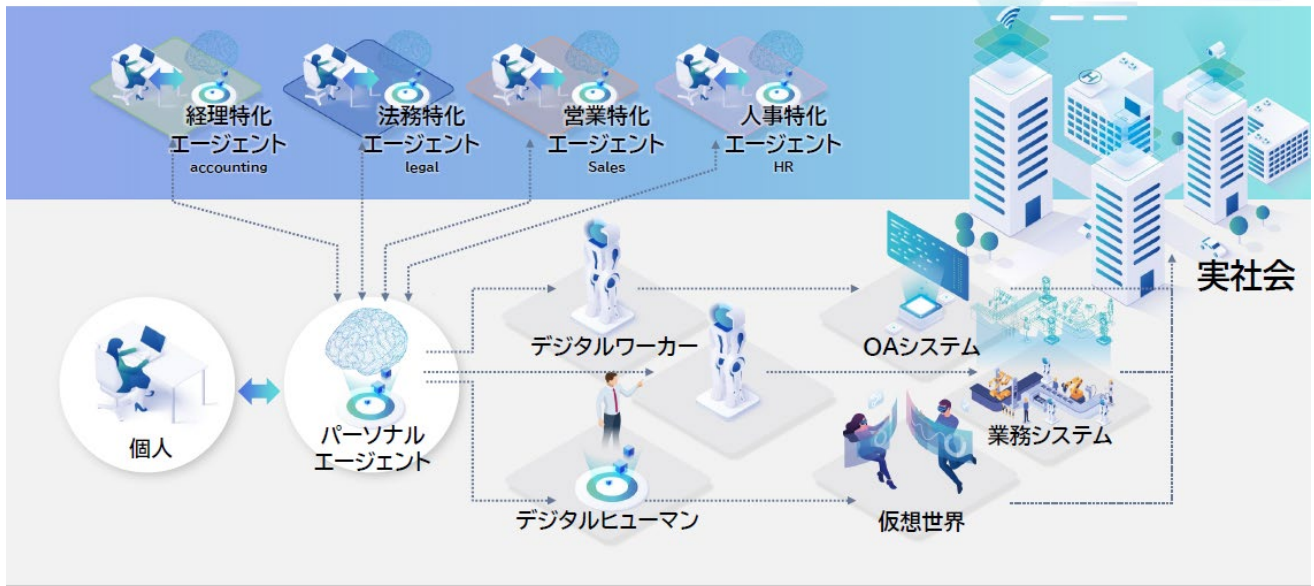 経理特化
エージェント
accounting
法務特化
エージェント
legal
営業特化
エージェント
Sales
人事特化
エージェント
HR
H
実社会
デジタルワーカー
OAシステム
個人
パーソナル
エージェント
業務システム
デジタルヒューマン
仮想世界